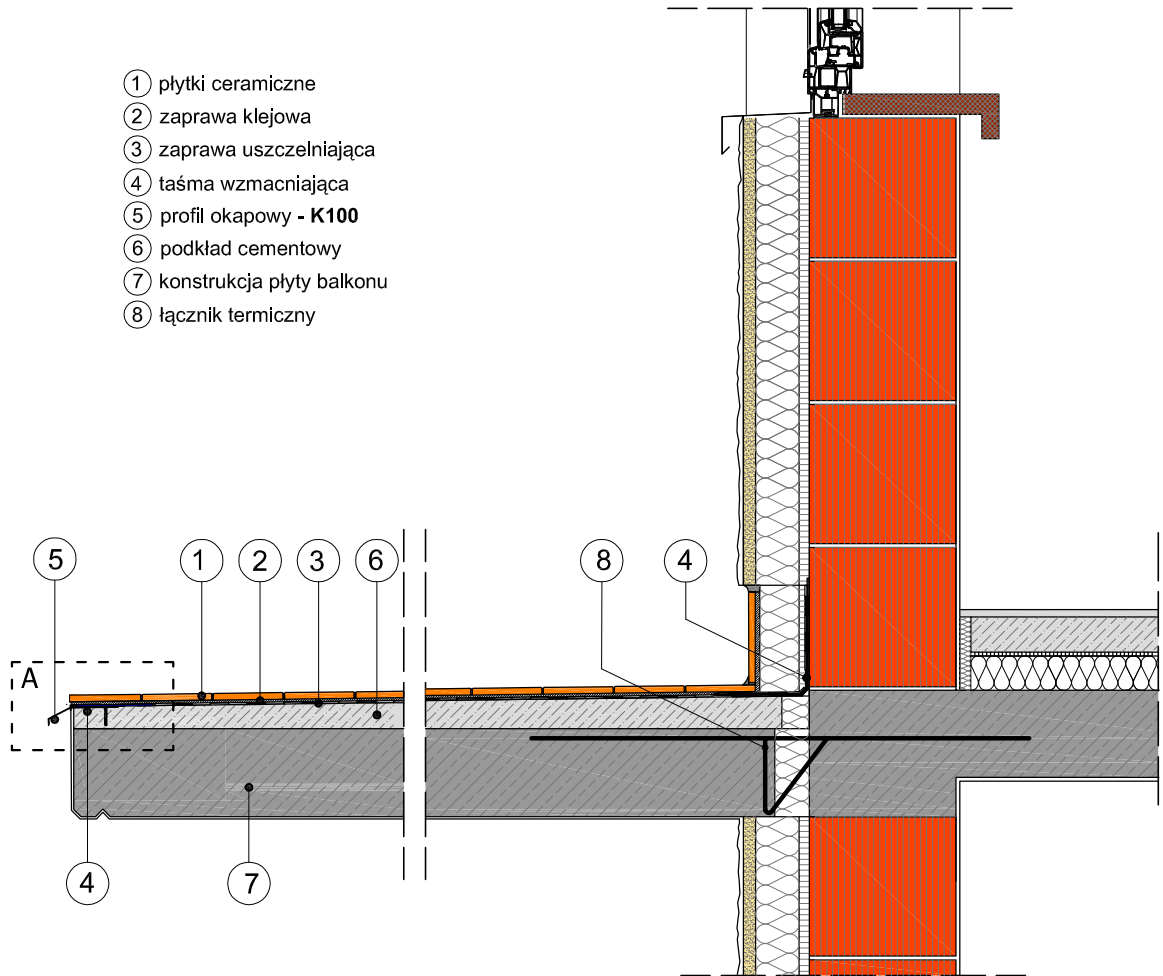 1 płytki ceramiczne
2 zaprawa klejowa
3 zaprawa uszczelniająca
4 taśma wzmacniająca
5 profil okapowy - K100
6 podkład cementowy
7 konstrukcja płyty balkonu
8 łącznik termiczny
5 1 2 3 6 8 4
A
4 7